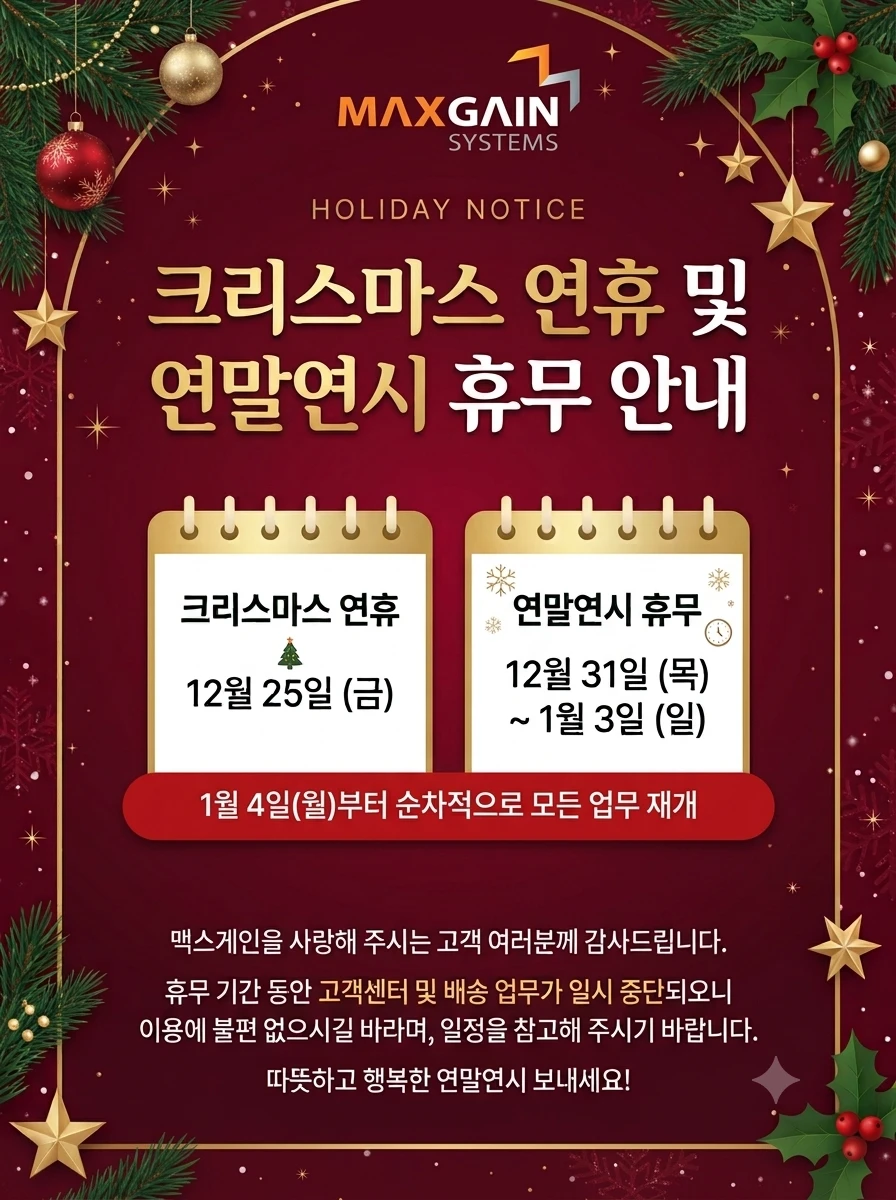 MAXGAIN
SYSTEMS
HOLIDAY NOTICE
크리스마스 연휴 및
연말연시 휴무 안내
크리스마스 연휴
12월 25일 (금)
연말연시 휴무
12월 31일 (목)
~ 1월 3일 (일)
1월 4일(월)부터 순차적으로 모든 업무 재개
맥스게인을 사랑해 주시는 고객 여러분께 감사드립니다.
휴무 기간 동안 고객센터 및 배송 업무가 일시 중단되오니
이용에 불편 없으시길 바라며, 일정을 참고해 주시기 바랍니다.
따뜻하고 행복한 연말연시 보내세요!